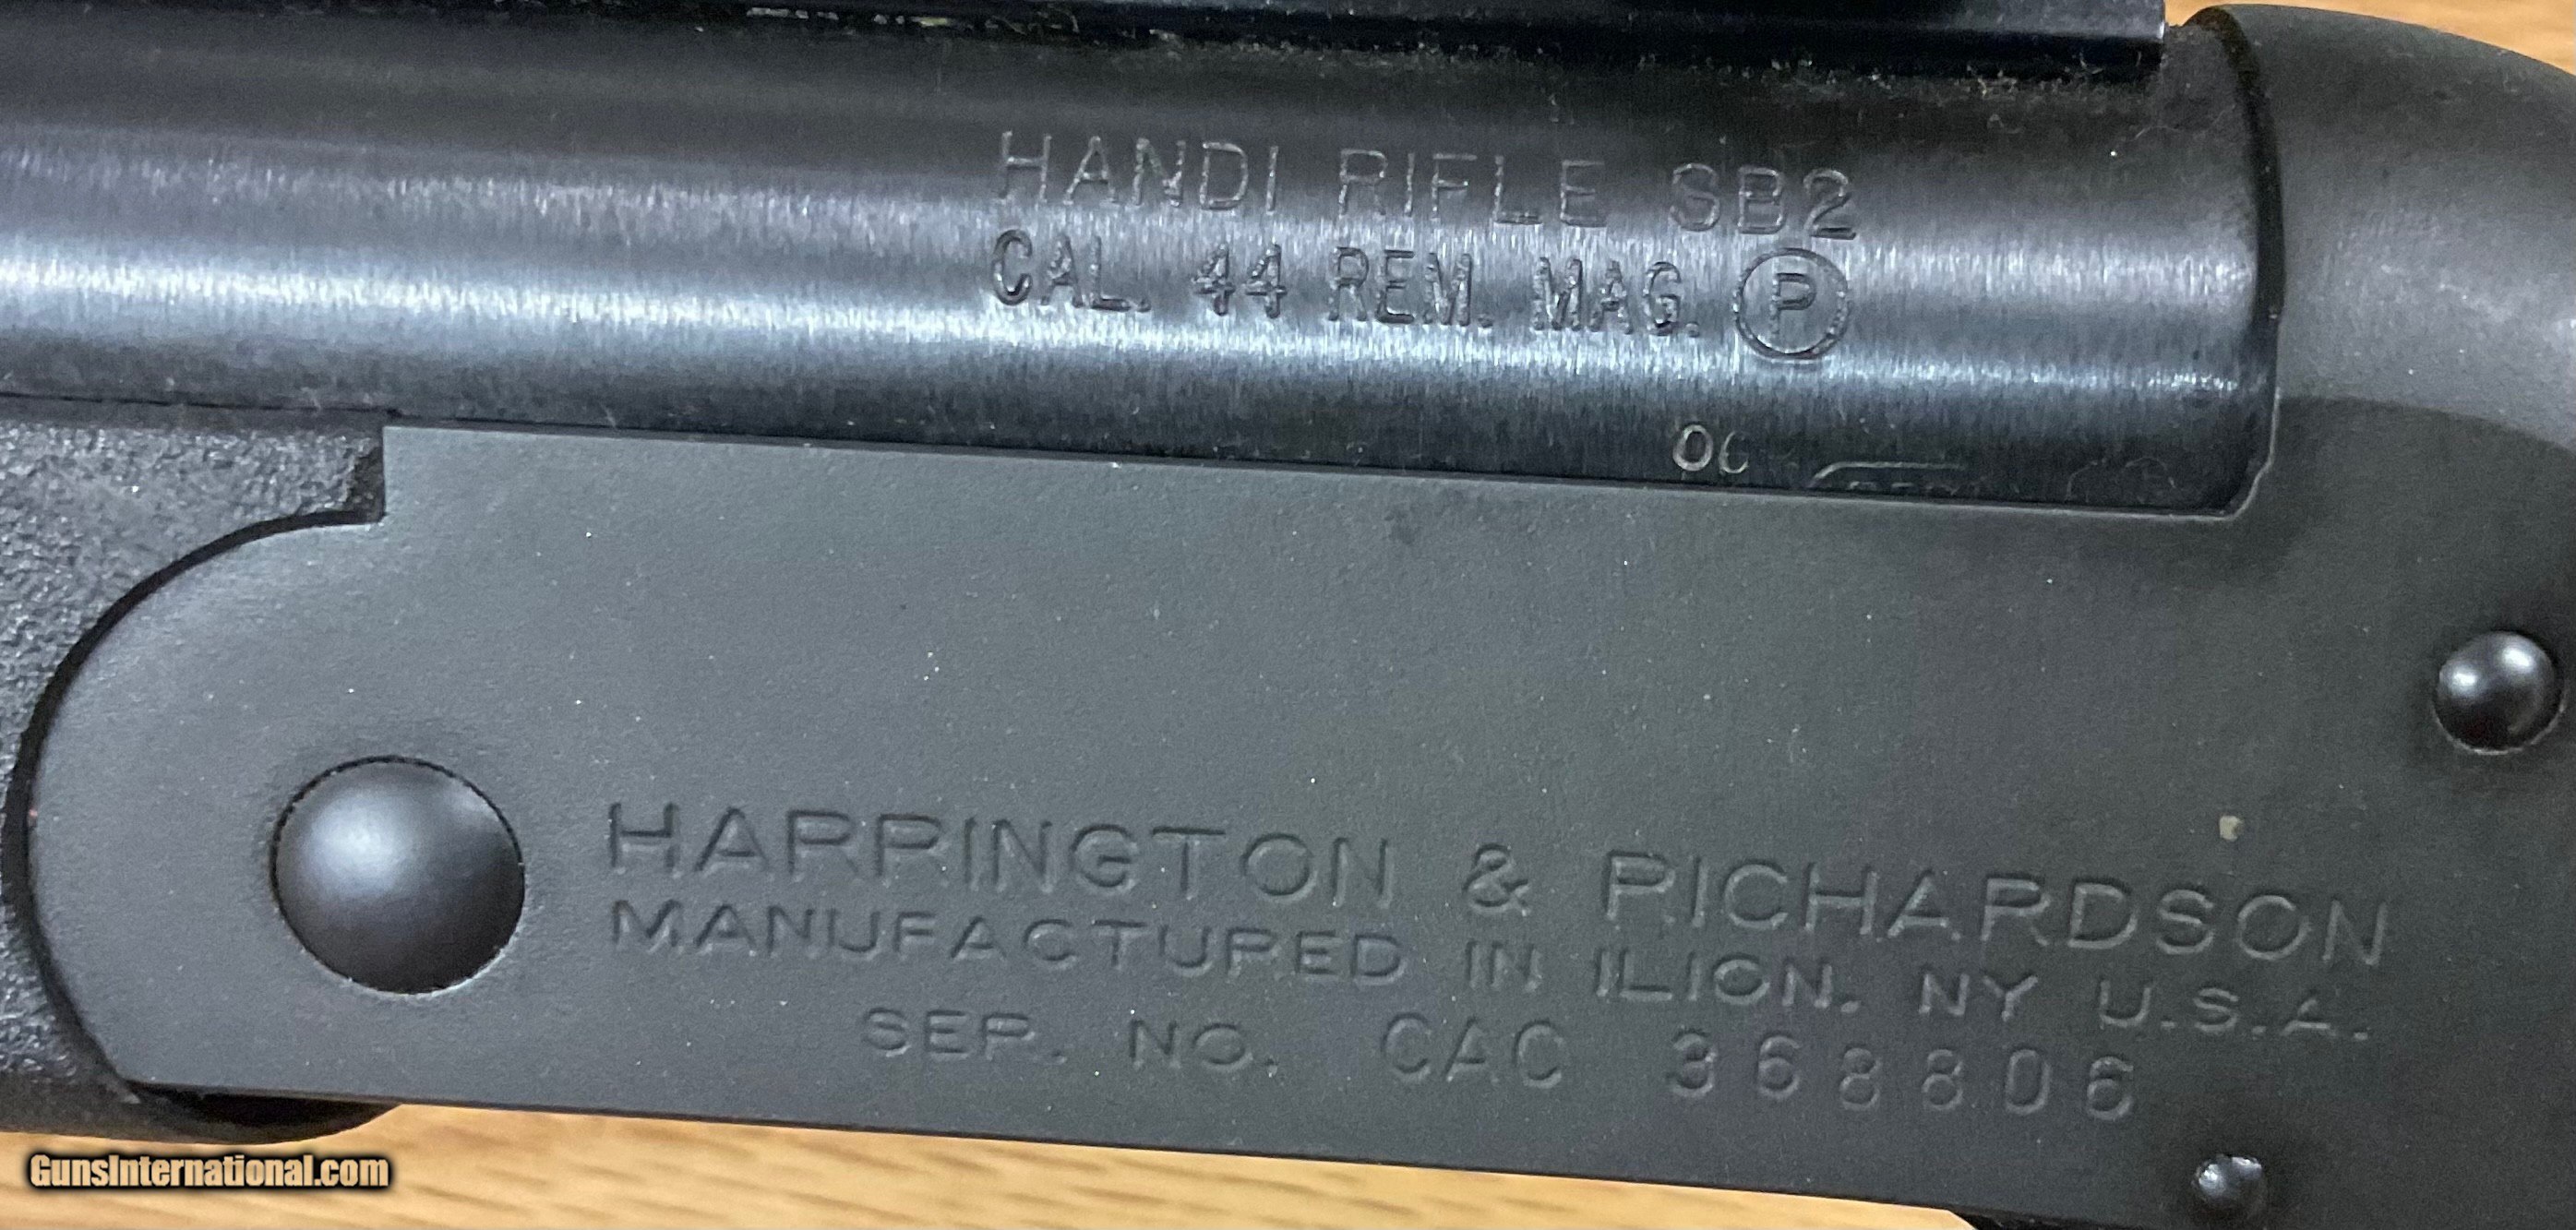 HANDI RIFLE SB2
CAL. 44 REM. MAG. Ⓟ
HARRINGTON & RICHARDSON
MANUFACTURED IN ILION, NY U.S.A.
SER. NO. CAC 368806
GunsInternational.com